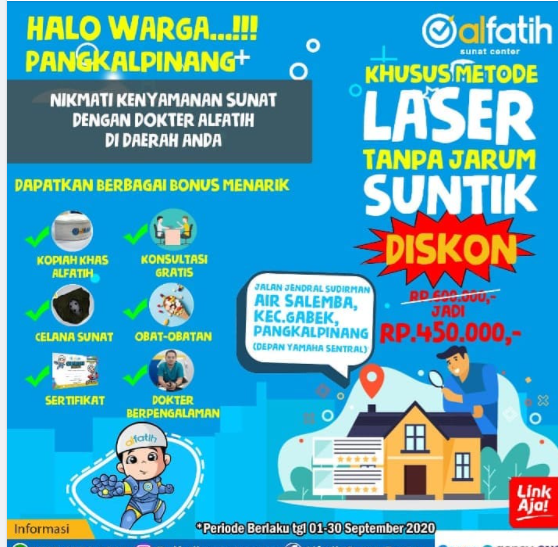 HALO WARGA...!!!
PANGKALPINANG
NIKMATI KENYAMANAN SUNAT
DENGAN DOKTER ALFATIH
DI DAERAH ANDA
DAPATKAN BERBAGAI BONUS MENARIK
KOPIAH KHAS
ALFATIH
KONSULTASI
GRATIS
CELANA SUNAT
OBAT-OBATAN
SERTIFIKAT
DOKTER
BERPENGALAMAN
alfatih
sunat center
KHUSUS METODE
LASER
TANPA JARUM
SUNTIK
DISKON
RP.600.000,-
JADI
RP.450.000,-
JALAN JENDRAL SUDIRMAN
AIR SALEMBA,
KEC.GABEK,
PANGKALPINANG
(DEPAN YAMAHA SENTRAL)
alfatih
Link
Aja!
Informasi
*Periode Berlaku tgl 01-30 September 2020